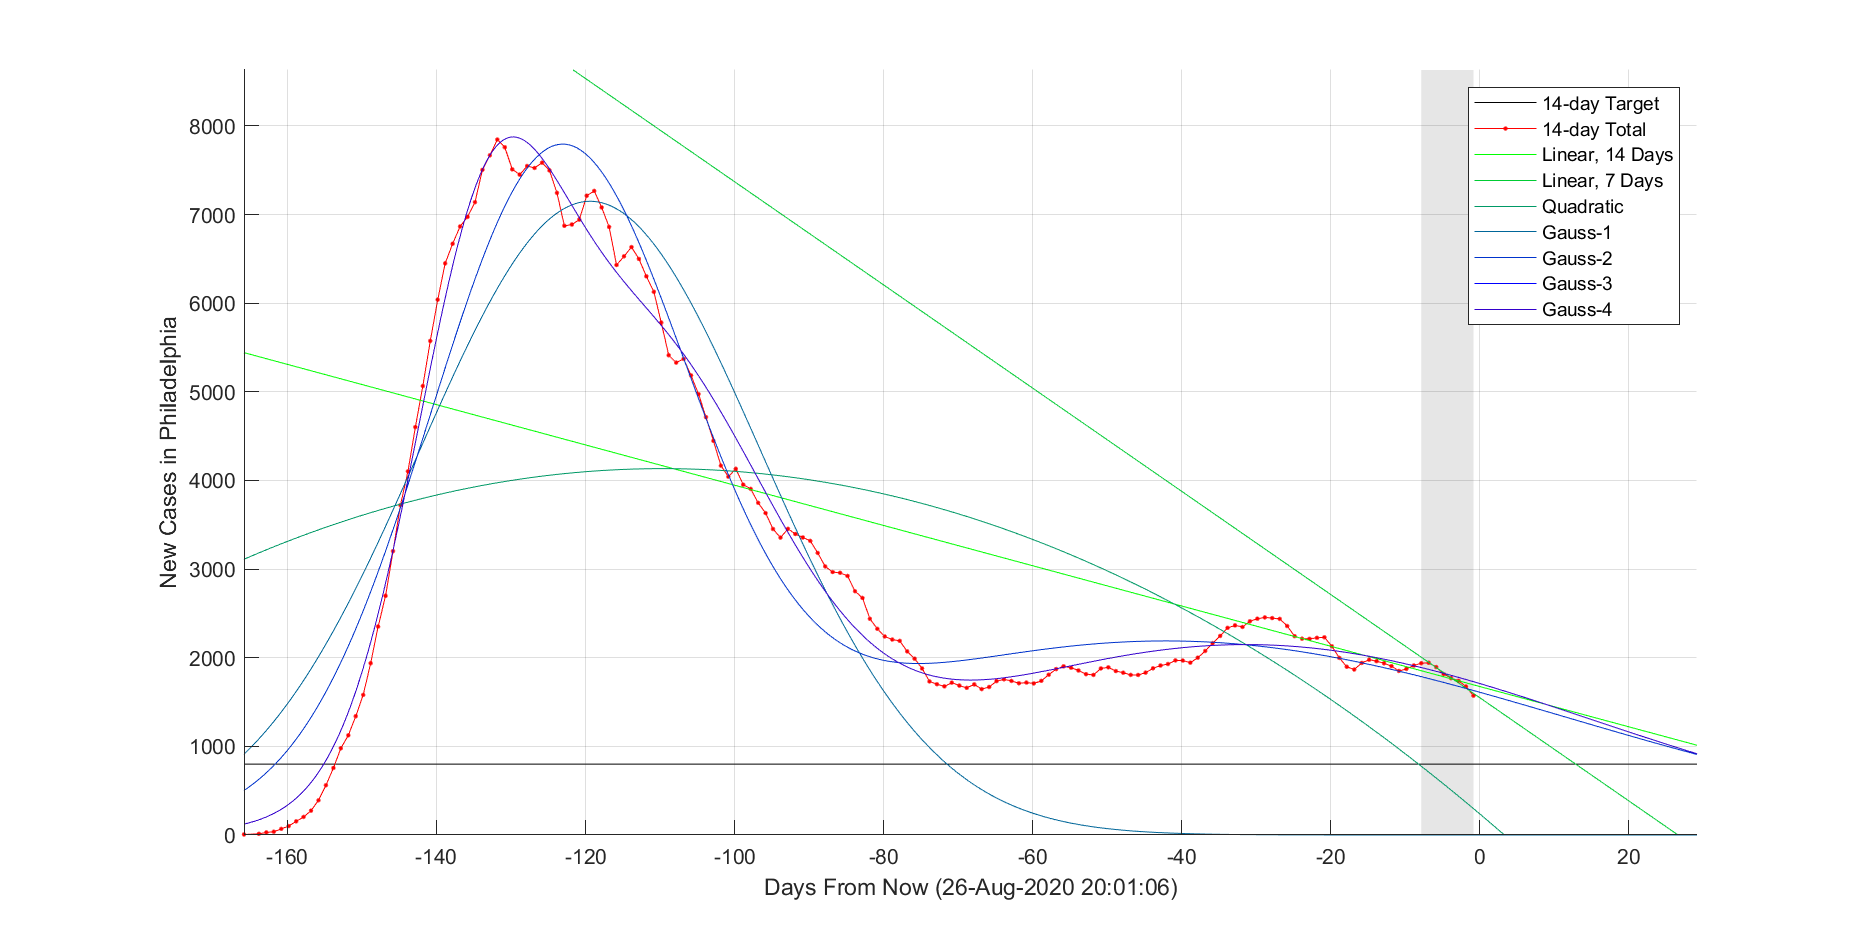 8000
7000
6000
5000
4000
3000
2000
1000
0
New Cases in Philadelphia
-160 -140 -120 -100 -80 -60 -40 -20 0 20
Days From Now (26-Aug-2020 20:01:06)
14-day Target
14-day Total
Linear, 14 Days
Linear, 7 Days
Quadratic
Gauss-1
Gauss-2
Gauss-3
Gauss-4